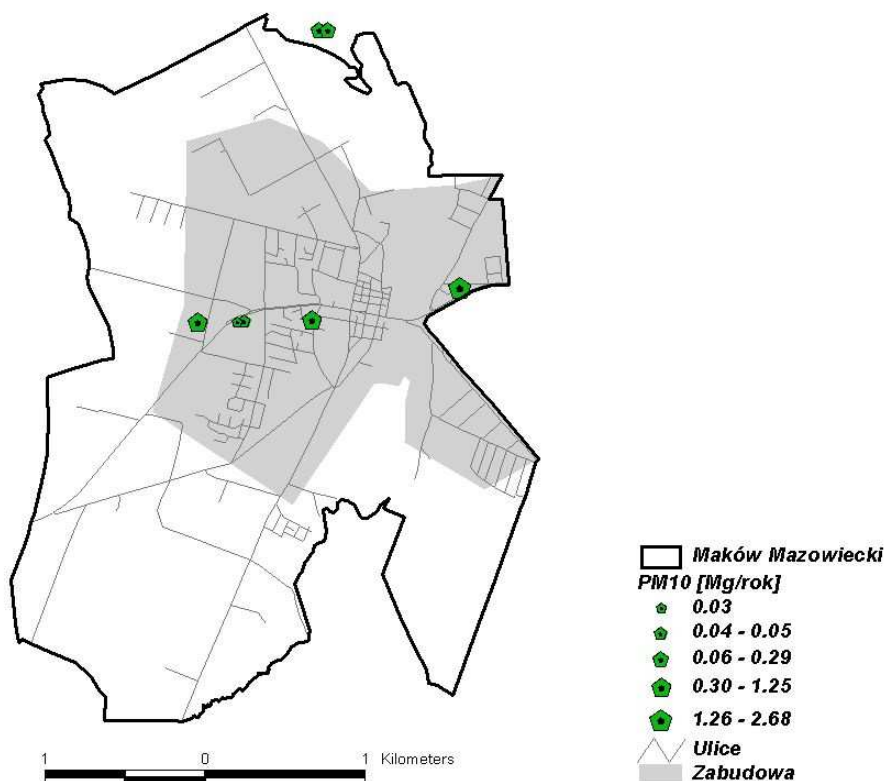 Maków Mazowiecki
PM10 [Mg/rok]
0.03
0.04 - 0.05
0.06 - 0.29
0.30 - 1.25
1.26 - 2.68
Ulice
Zabudowa
1 0 1 Kilometers